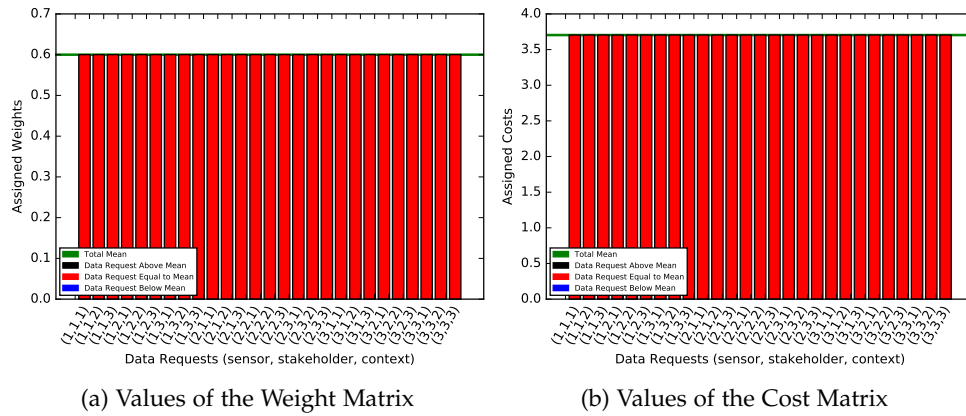 0.7
0.6
0.5
0.4
0.3
0.2
0.1
0.0
Assigned Weights
Total Mean
Data Request Above Mean
Data Request Equal to Mean
Data Request Below Mean
(1,1,1) (1,1,2) (1,1,3) (1,2,1) (1,2,2) (1,2,3) (1,3,1) (1,3,2) (1,3,3) (2,1,1) (2,1,2) (2,1,3) (2,2,1) (2,2,2) (2,2,3) (2,3,1) (2,3,2) (2,3,3) (3,1,1) (3,1,2) (3,1,3) (3,2,1) (3,2,2) (3,2,3) (3,3,1) (3,3,2) (3,3,3)
Data Requests (sensor, stakeholder, context)
(a) Values of the Weight Matrix
4.0
3.5
3.0
2.5
2.0
1.5
1.0
0.5
0.0
Assigned Costs
Total Mean
Data Request Above Mean
Data Request Equal to Mean
Data Request Below Mean
(1,1,1) (1,1,2) (1,1,3) (1,2,1) (1,2,2) (1,2,3) (1,3,1) (1,3,2) (1,3,3) (2,1,1) (2,1,2) (2,1,3) (2,2,1) (2,2,2) (2,2,3) (2,3,1) (2,3,2) (2,3,3) (3,1,1) (3,1,2) (3,1,3) (3,2,1) (3,2,2) (3,2,3) (3,3,1) (3,3,2) (3,3,3)
Data Requests (sensor, stakeholder, context)
(b) Values of the Cost Matrix